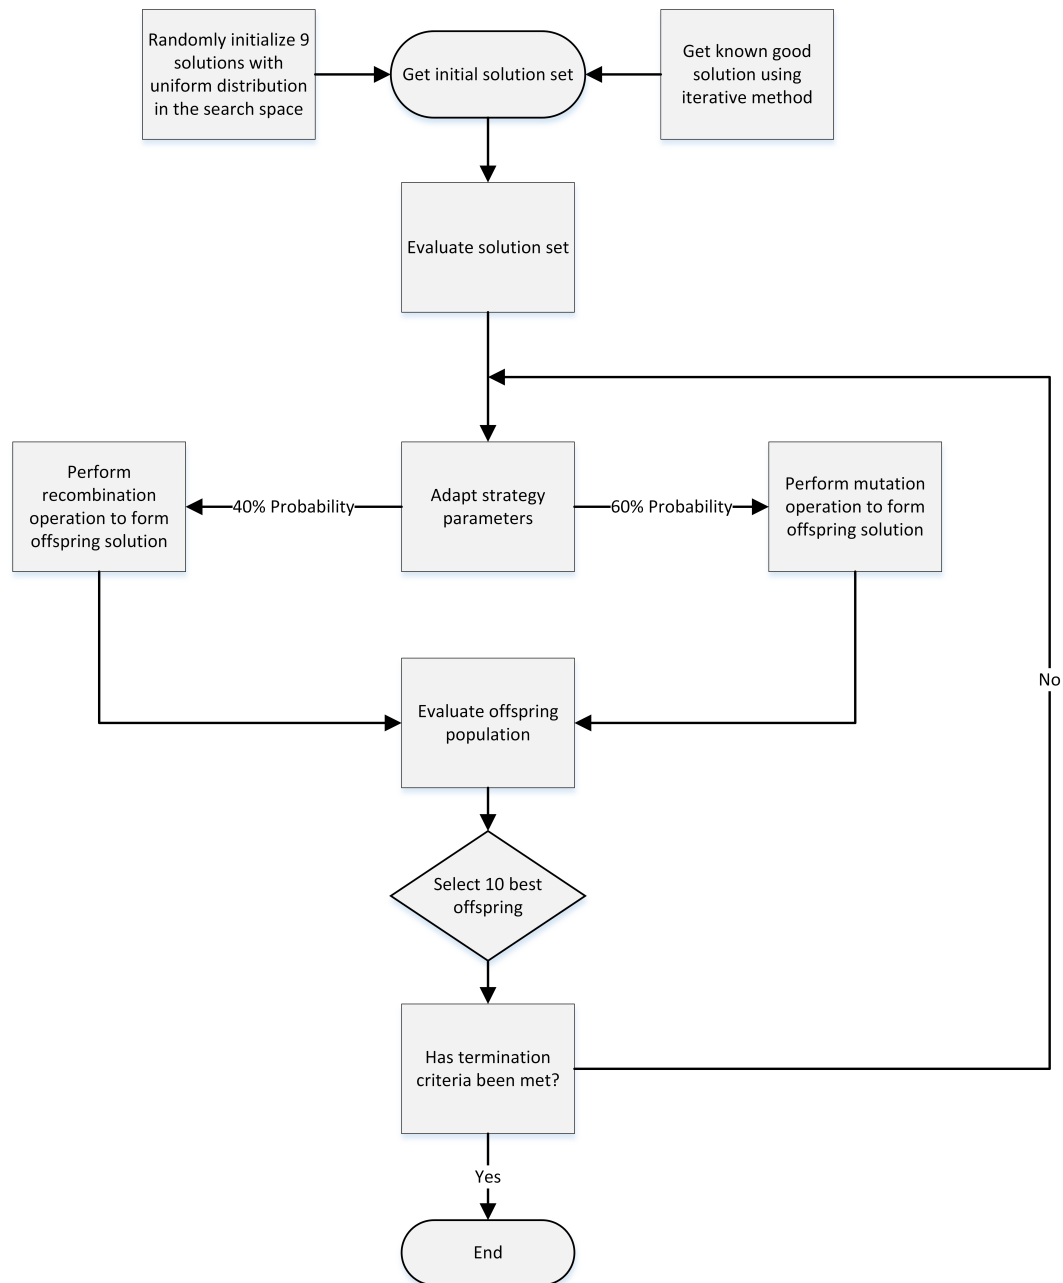 Randomly initialize 9
solutions with
uniform distribution
in the search space
Get initial solution set
Get known good
solution using
iterative method
Evaluate solution set
Perform
recombination
operation to form
offspring solution
40% Probability
Adapt strategy
parameters
60% Probability
Perform mutation
operation to form
offspring solution
No
Evaluate offspring
population
Select 10 best
offspring
Has termination
criteria been met?
Yes
End